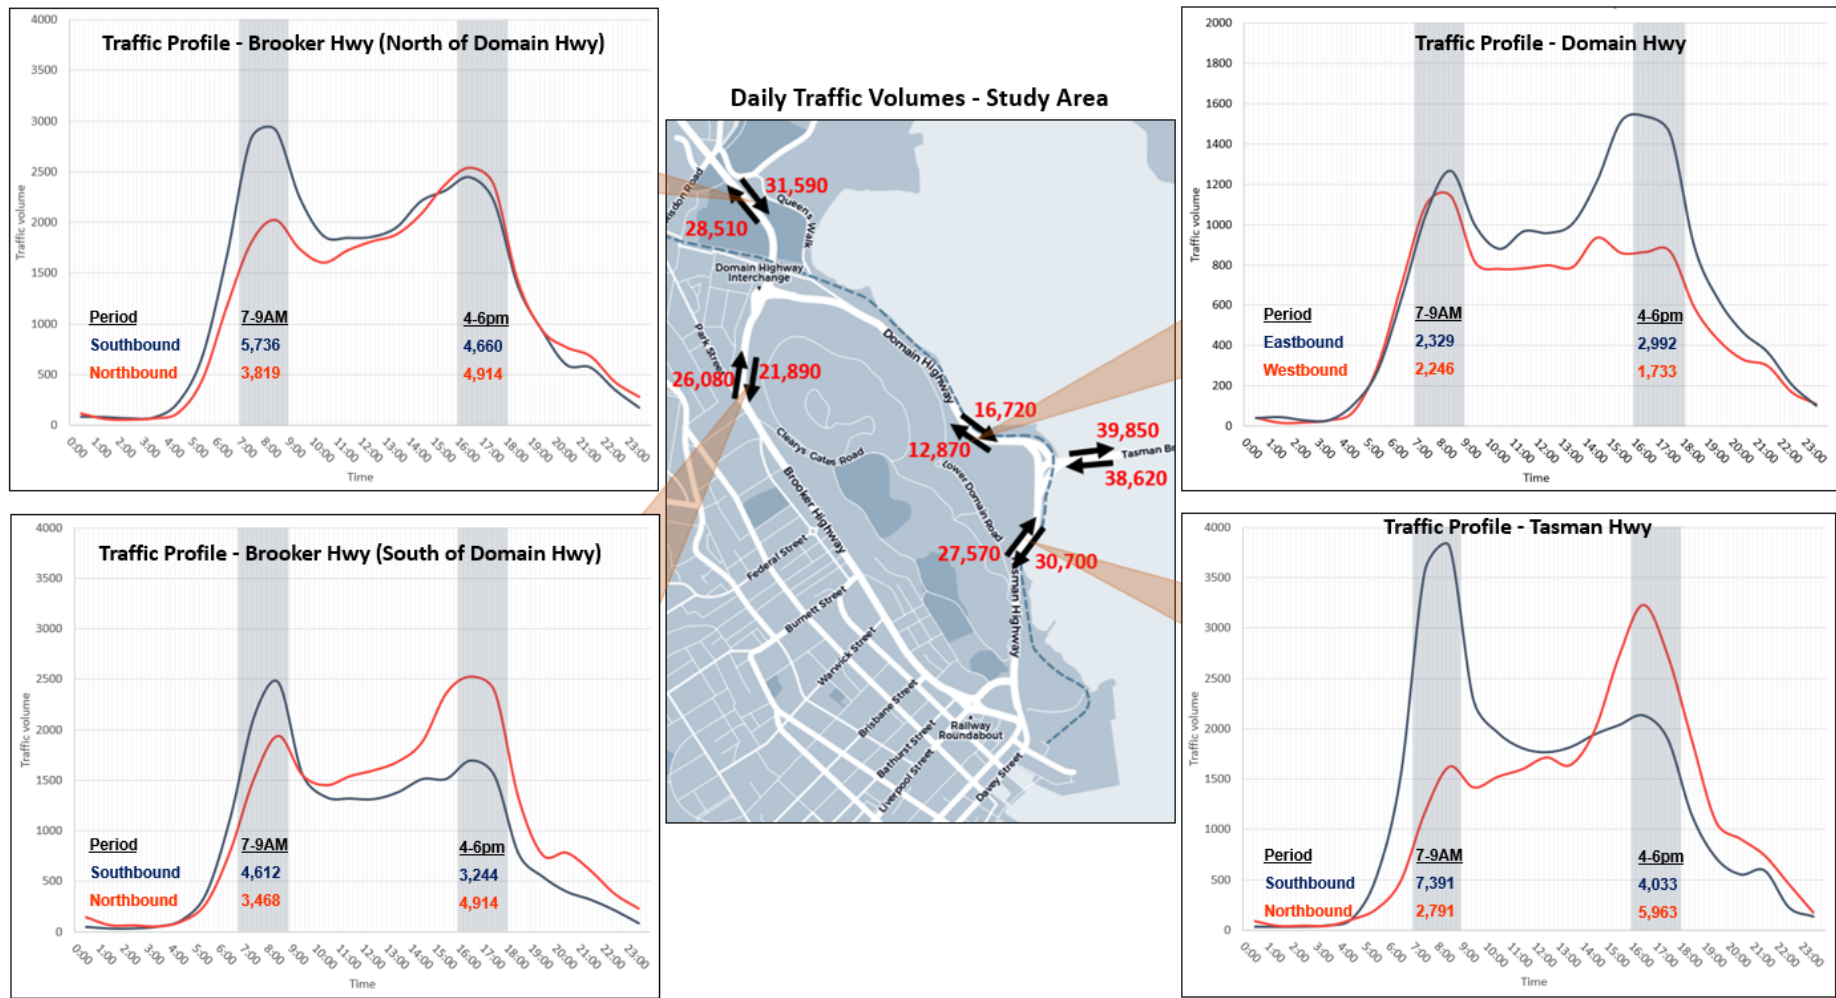 Traffic Profile - Brooker Hwy (North of Domain Hwy)
4000
3500
3000
2500
2000
1500
1000
500
0
Traffic volume
Period 7-9AM 4-6pm
Southbound 5,736 4,660
Northbound 3,819 4,914
0:00 1:00 2:00 3:00 4:00 5:00 6:00 7:00 8:00 9:00 10:00 11:00 12:00 13:00 14:00 15:00 16:00 17:00 18:00 19:00 20:00 21:00 22:00 23:00
Time
Traffic Profile - Brooker Hwy (South of Domain Hwy)
4000
3500
3000
2500
2000
1500
1000
500
0
Traffic volume
Period 7-9AM 4-6pm
Southbound 4,612 3,244
Northbound 3,468 4,914
0:00 1:00 2:00 3:00 4:00 5:00 6:00 7:00 8:00 9:00 10:00 11:00 12:00 13:00 14:00 15:00 16:00 17:00 18:00 19:00 20:00 21:00 22:00 23:00
Time
Daily Traffic Volumes - Study Area
31,590
Queens Walk
Risdon Road
28,510
Domain Highway
Interchange
Park Street
Domain Highway
26,080
21,890
16,720
39,850
Tasman Br
12,870
38,620
Clearys Gates Road
Lower Domain Road
Brooker Highway
27,570
30,700
Federal Street
sman Highway
Burnett Street
Warwick Street
Brisbane Street
Railway
Roundabout
Bathurst Street
Liverpool Street
Davey Street
Traffic Profile - Domain Hwy
2000
1800
1600
1400
1200
1000
800
600
400
200
0
Traffic volume
Period 7-9AM 4-6pm
Eastbound 2,329 2,992
Westbound 2,246 1,733
0:00 1:00 2:00 3:00 4:00 5:00 6:00 7:00 8:00 9:00 10:00 11:00 12:00 13:00 14:00 15:00 16:00 17:00 18:00 19:00 20:00 21:00 22:00 23:00
Time
Traffic Profile - Tasman Hwy
4000
3500
3000
2500
2000
1500
1000
500
0
Traffic volume
Period 7-9AM 4-6pm
Southbound 7,391 4,033
Northbound 2,791 5,963
0:00 1:00 2:00 3:00 4:00 5:00 6:00 7:00 8:00 9:00 10:00 11:00 12:00 13:00 14:00 15:00 16:00 17:00 18:00 19:00 20:00 21:00 22:00 23:00
Time